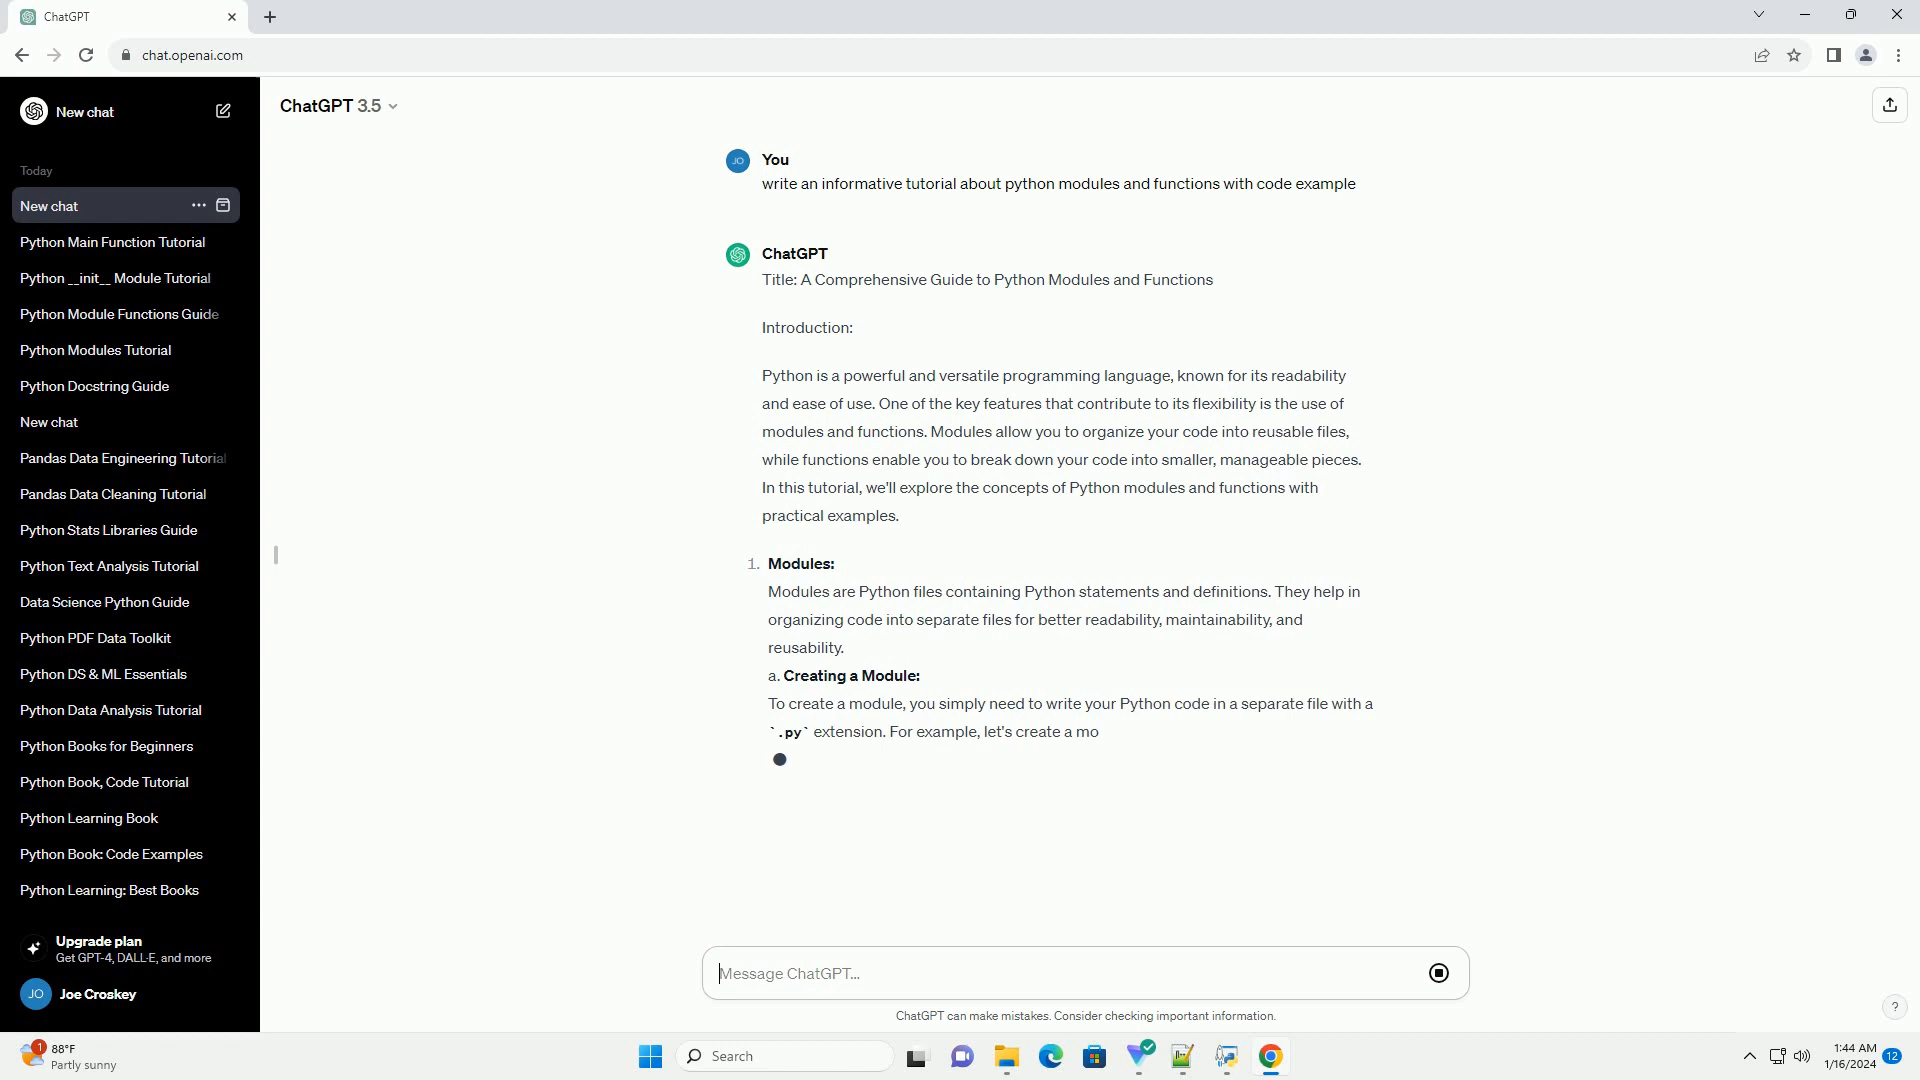 ChatGPT
chat.openai.com
New chat
Today
New chat
Python Main Function Tutorial
Python __init__ Module Tutorial
Python Module Functions Guide
Python Modules Tutorial
Python Docstring Guide
New chat
Pandas Data Engineering Tutorial
Pandas Data Cleaning Tutorial
Python Stats Libraries Guide
Python Text Analysis Tutorial
Data Science Python Guide
Python PDF Data Toolkit
Python DS & ML Essentials
Python Data Analysis Tutorial
Python Books for Beginners
Python Book, Code Tutorial
Python Learning Book
Python Book: Code Examples
Python Learning: Best Books
Upgrade plan
Get GPT-4, DALL·E, and more
JO Joe Croskey
ChatGPT 3.5
JO You
write an informative tutorial about python modules and functions with code example
ChatGPT
Title: A Comprehensive Guide to Python Modules and Functions
Introduction:
Python is a powerful and versatile programming language, known for its readability
and ease of use. One of the key features that contribute to its flexibility is the use of
modules and functions. Modules allow you to organize your code into reusable files,
while functions enable you to break down your code into smaller, manageable pieces.
In this tutorial, we'll explore the concepts of Python modules and functions with
practical examples.
1. Modules:
Modules are Python files containing Python statements and definitions. They help in
organizing code into separate files for better readability, maintainability, and
reusability.
a. Creating a Module:
To create a module, you simply need to write your Python code in a separate file with a
`.py` extension. For example, let's create a mo
Message ChatGPT...
ChatGPT can make mistakes. Consider checking important information.
?
1
88°F
Partly sunny
Search
1:44 AM
1/16/2024
12